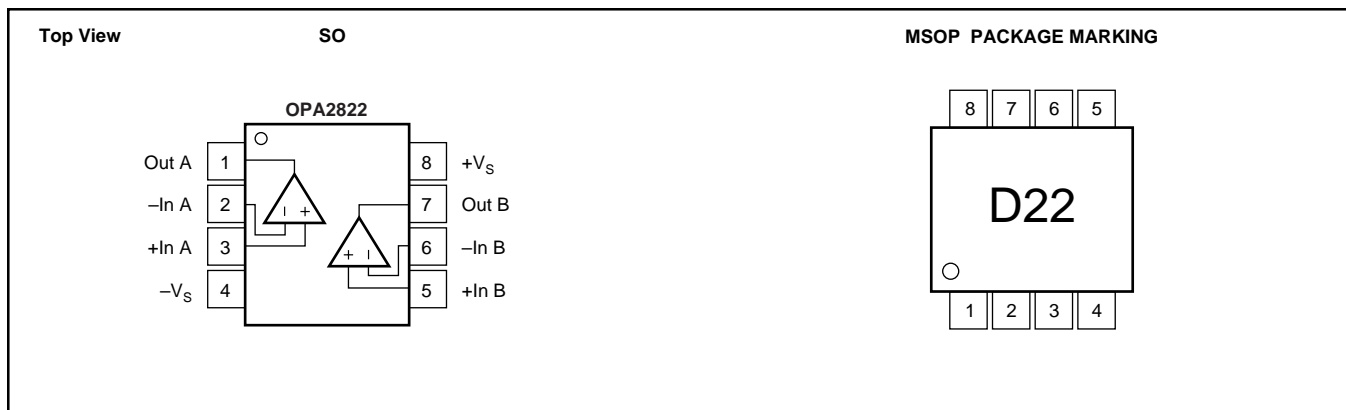 Top View SO
OPA2822
Out A 1
–In A 2
+In A 3
–VS 4
8 +VS
7 Out B
6 –In B
5 +In B
– +
+ –
MSOP PACKAGE MARKING
8 7 6 5
D22
1 2 3 4